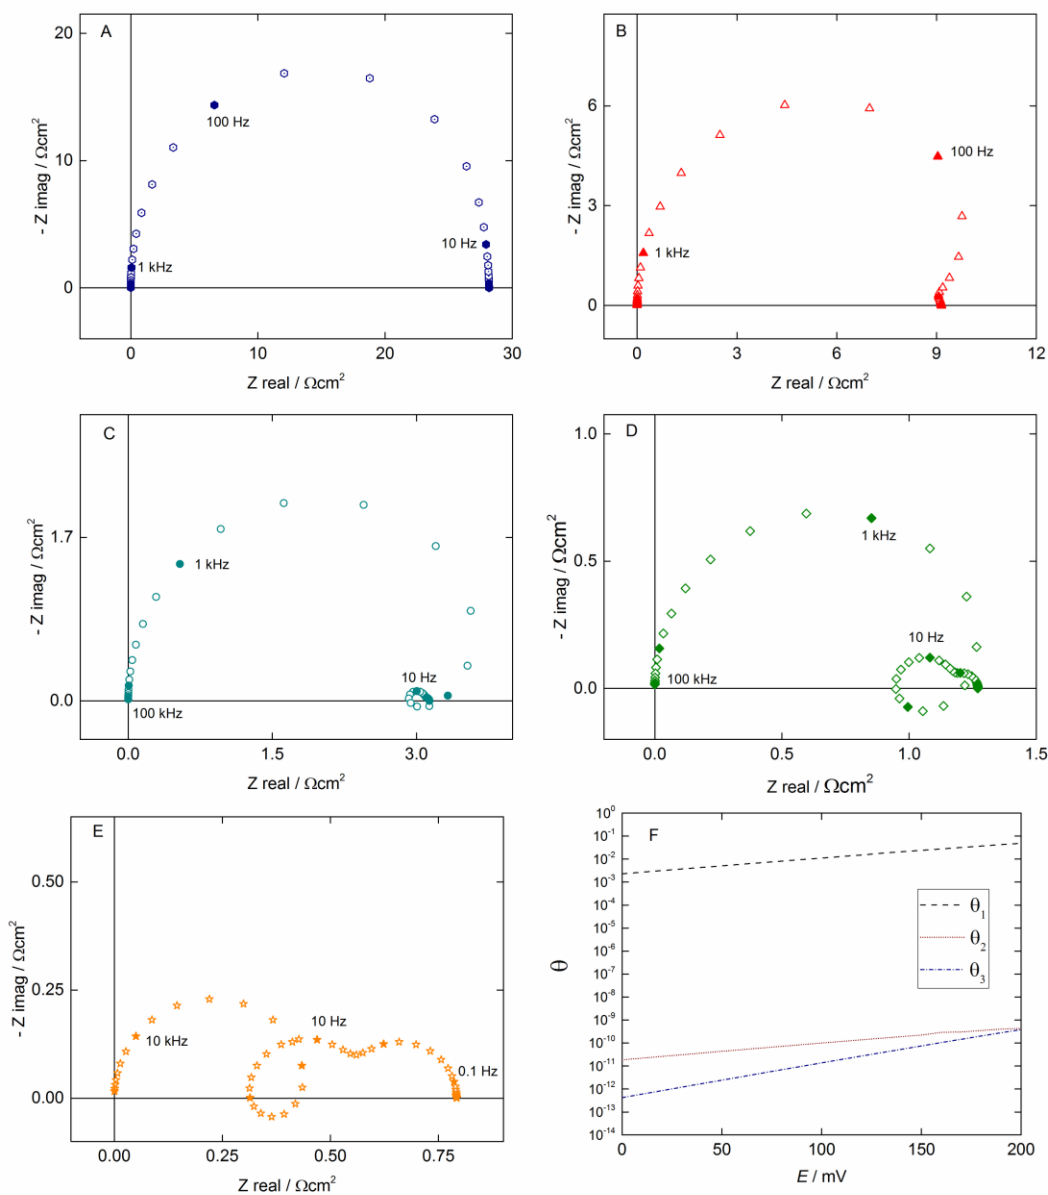 A
20
10
0
- Z imag / Ωcm²
100 Hz
10 Hz
1 kHz
0
10
20
30
Z real / Ωcm²
B
6
3
0
- Z imag / Ωcm²
100 Hz
1 kHz
0
3
6
9
12
Z real / Ωcm²
C
1.7
0.0
- Z imag / Ωcm²
1 kHz
10 Hz
100 kHz
0.0
1.5
3.0
Z real / Ωcm²
D
1.0
0.5
0.0
- Z imag / Ωcm²
1 kHz
10 Hz
100 kHz
0.0
0.5
1.0
1.5
Z real / Ωcm²
E
0.50
0.25
0.00
- Z imag / Ωcm²
10 kHz
10 Hz
0.1 Hz
0.00
0.25
0.50
0.75
Z real / Ωcm²
F
10⁰
10⁻¹
10⁻²
10⁻³
10⁻⁴
10⁻⁵
10⁻⁶
10⁻⁷
10⁻⁸
10⁻⁹
10⁻¹⁰
10⁻¹¹
10⁻¹²
10⁻¹³
10⁻¹⁴
θ
θ₁
θ₂
θ₃
0
50
100
150
200
E / mV